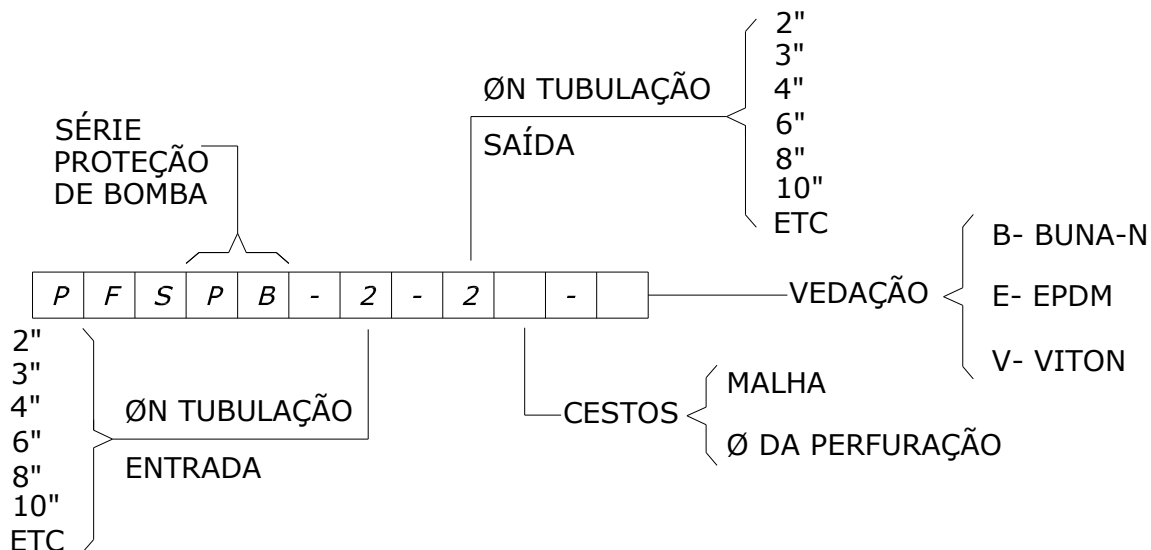 2"
3"
4"
6"
8"
10"
ETC
ØN TUBULAÇÃO
SAÍDA
SÉRIE
PROTEÇÃO
DE BOMBA
P F S P B - 2 - 2 -
VEDAÇÃO
B- BUNA-N
E- EPDM
V- VITON
2"
3"
4"
6"
8"
10"
ETC
ØN TUBULAÇÃO
ENTRADA
CESTOS
MALHA
Ø DA PERFURAÇÃO